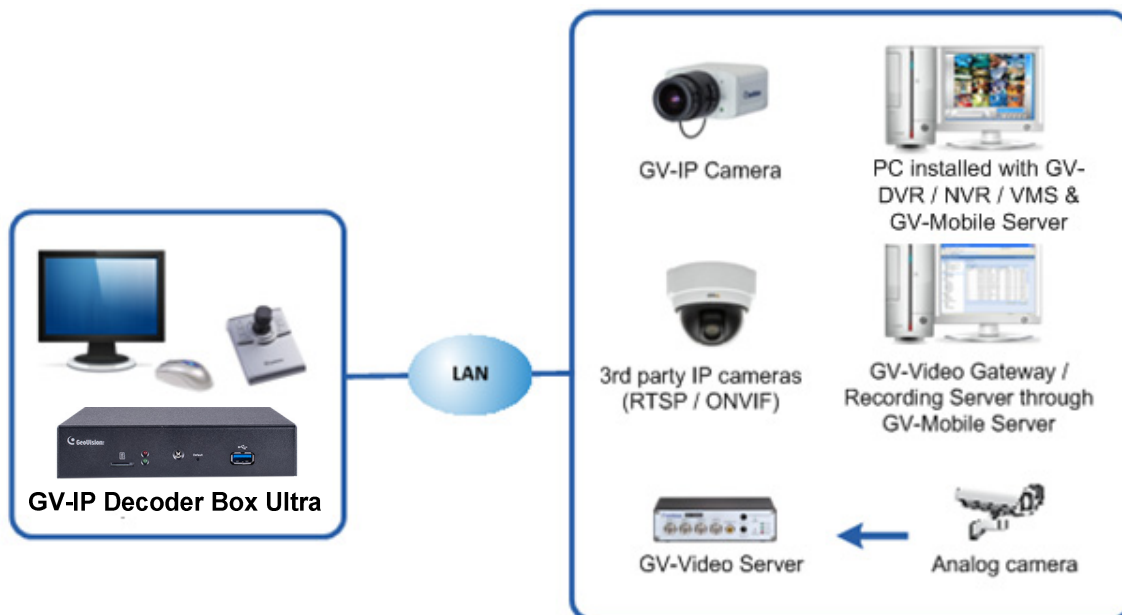 GV-IP Camera
PC installed with GV-
DVR / NVR / VMS &
GV-Mobile Server
GeoVision
GV-IP Decoder Box Ultra
LAN
3rd party IP cameras
(RTSP / ONVIF)
GV-Video Gateway /
Recording Server through
GV-Mobile Server
GV-Video Server
Analog camera